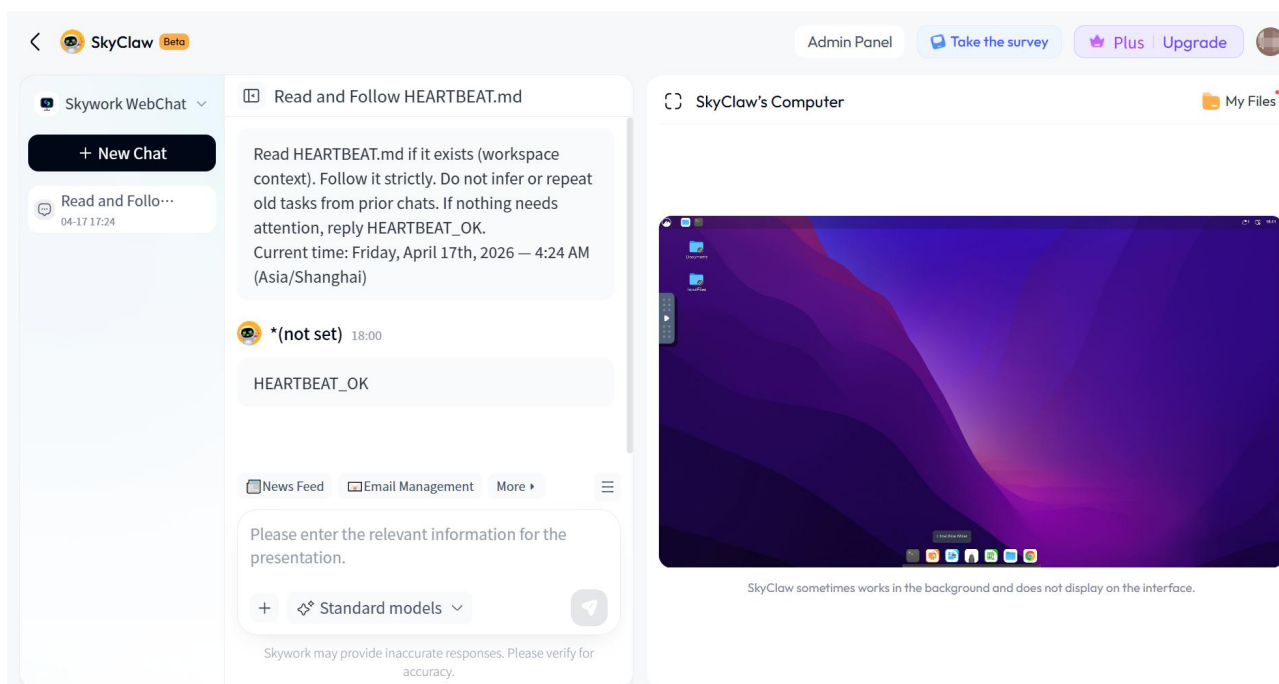 SkyClaw Beta
Admin Panel
Take the survey
Plus | Upgrade
Skywork WebChat
+ New Chat
Read and Follo···
04-17 17:24
Read and Follow HEARTBEAT.md
Read HEARTBEAT.md if it exists (workspace
context). Follow it strictly. Do not infer or repeat
old tasks from prior chats. If nothing needs
attention, reply HEARTBEAT_OK.
Current time: Friday, April 17th, 2026 — 4:24 AM
(Asia/Shanghai)
*(not set) 18:00
HEARTBEAT_OK
News Feed
Email Management
More
Please enter the relevant information for the
presentation.
+ Standard models
Skywork may provide inaccurate responses. Please verify for
accuracy.
SkyClaw's Computer
My Files
Documents
SkyClaw sometimes works in the background and does not display on the interface.